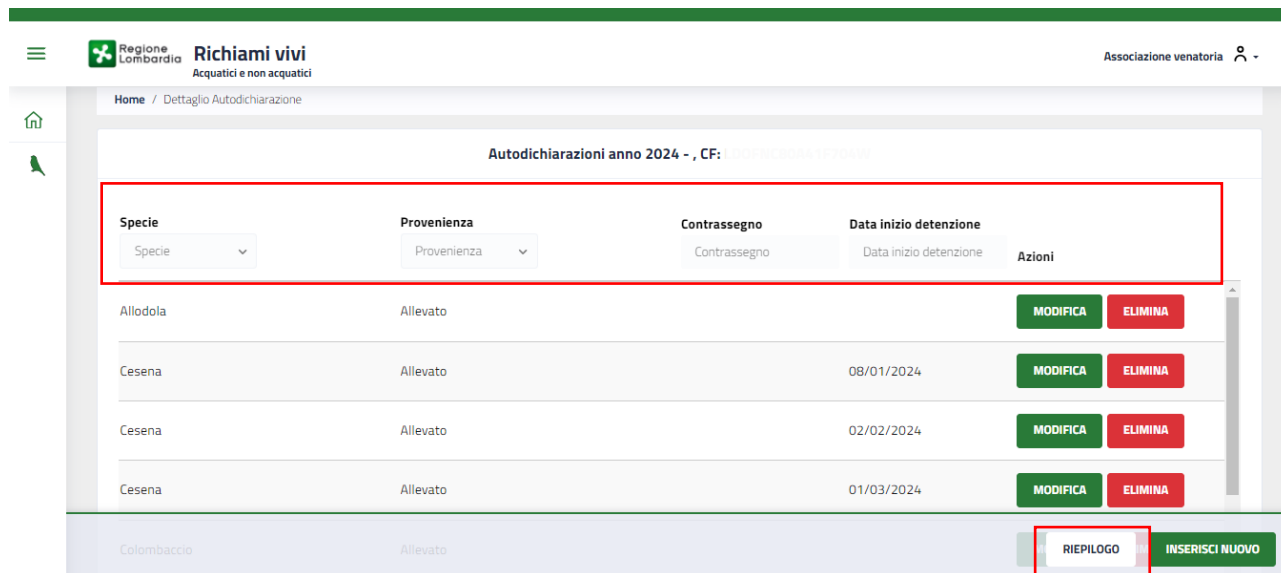 Regione Lombardia
Richiami vivi
Acquatici e non acquatici
Associazione venatoria
Home / Dettaglio Autodichiarazione
Autodichiarazioni anno 2024 - , CF:
Specie Provenienza Contrassegno Data inizio detenzione
Specie Provenienza Contrassegno Data inizio detenzione Azioni
Allodola Allevato MODIFICA ELIMINA
Cesena Allevato 08/01/2024 MODIFICA ELIMINA
Cesena Allevato 02/02/2024 MODIFICA ELIMINA
Cesena Allevato 01/03/2024 MODIFICA ELIMINA
Colombaccio Allevato
RIEPILOGO INSERISCI NUOVO